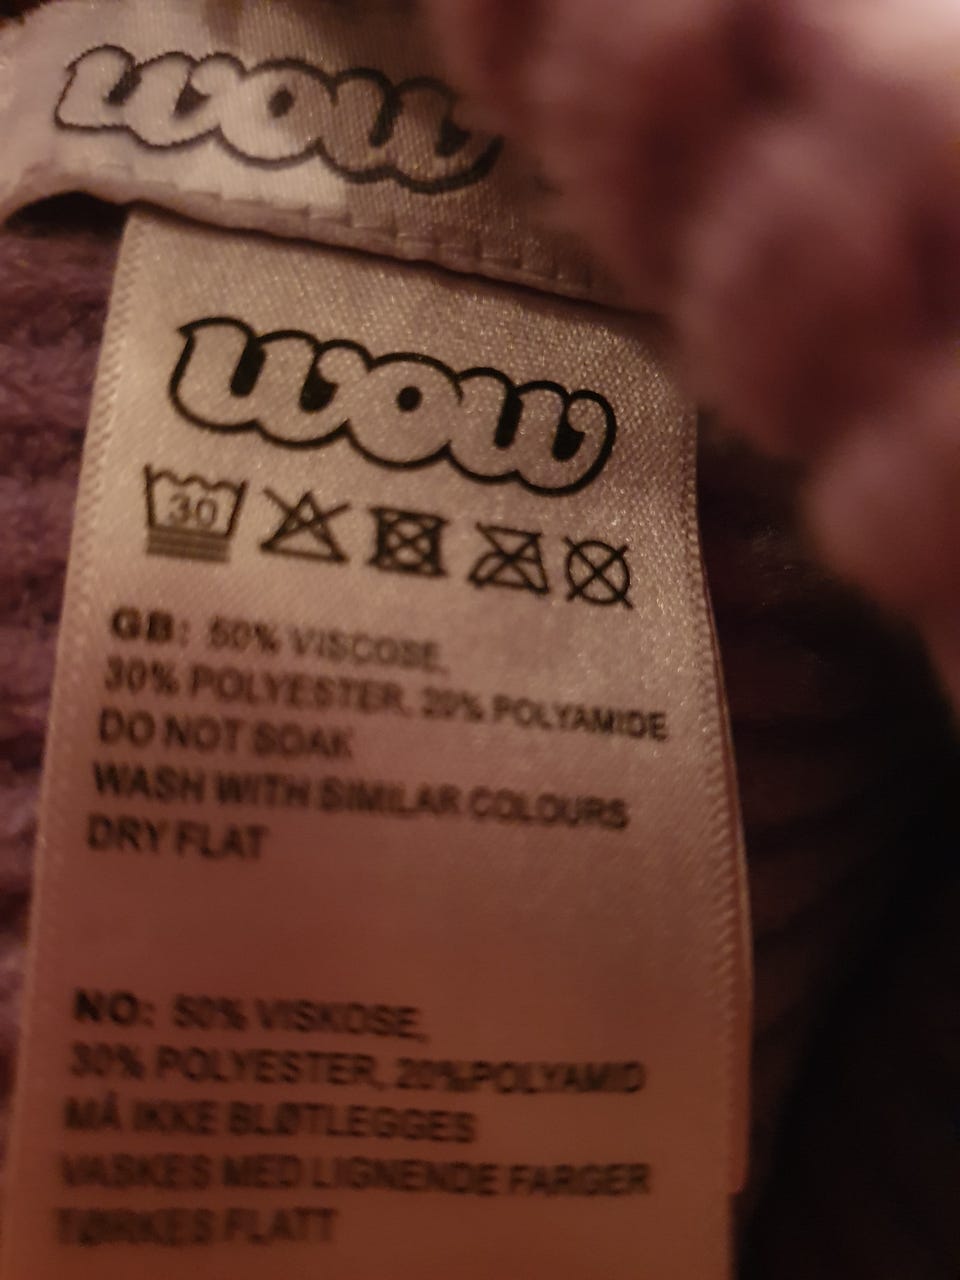 WOW
WOW
30
GB: 50% VISCOSE,
30% POLYESTER, 20% POLYAMIDE
DO NOT SOAK
WASH WITH SIMILAR COLOURS
DRY FLAT
NO: 50% VISKOSE,
30% POLYESTER, 20%POLYAMID
MÅ IKKE BLØTLEGGES
VASKES MED LIGNENDE FARGER
TØRKES FLATT